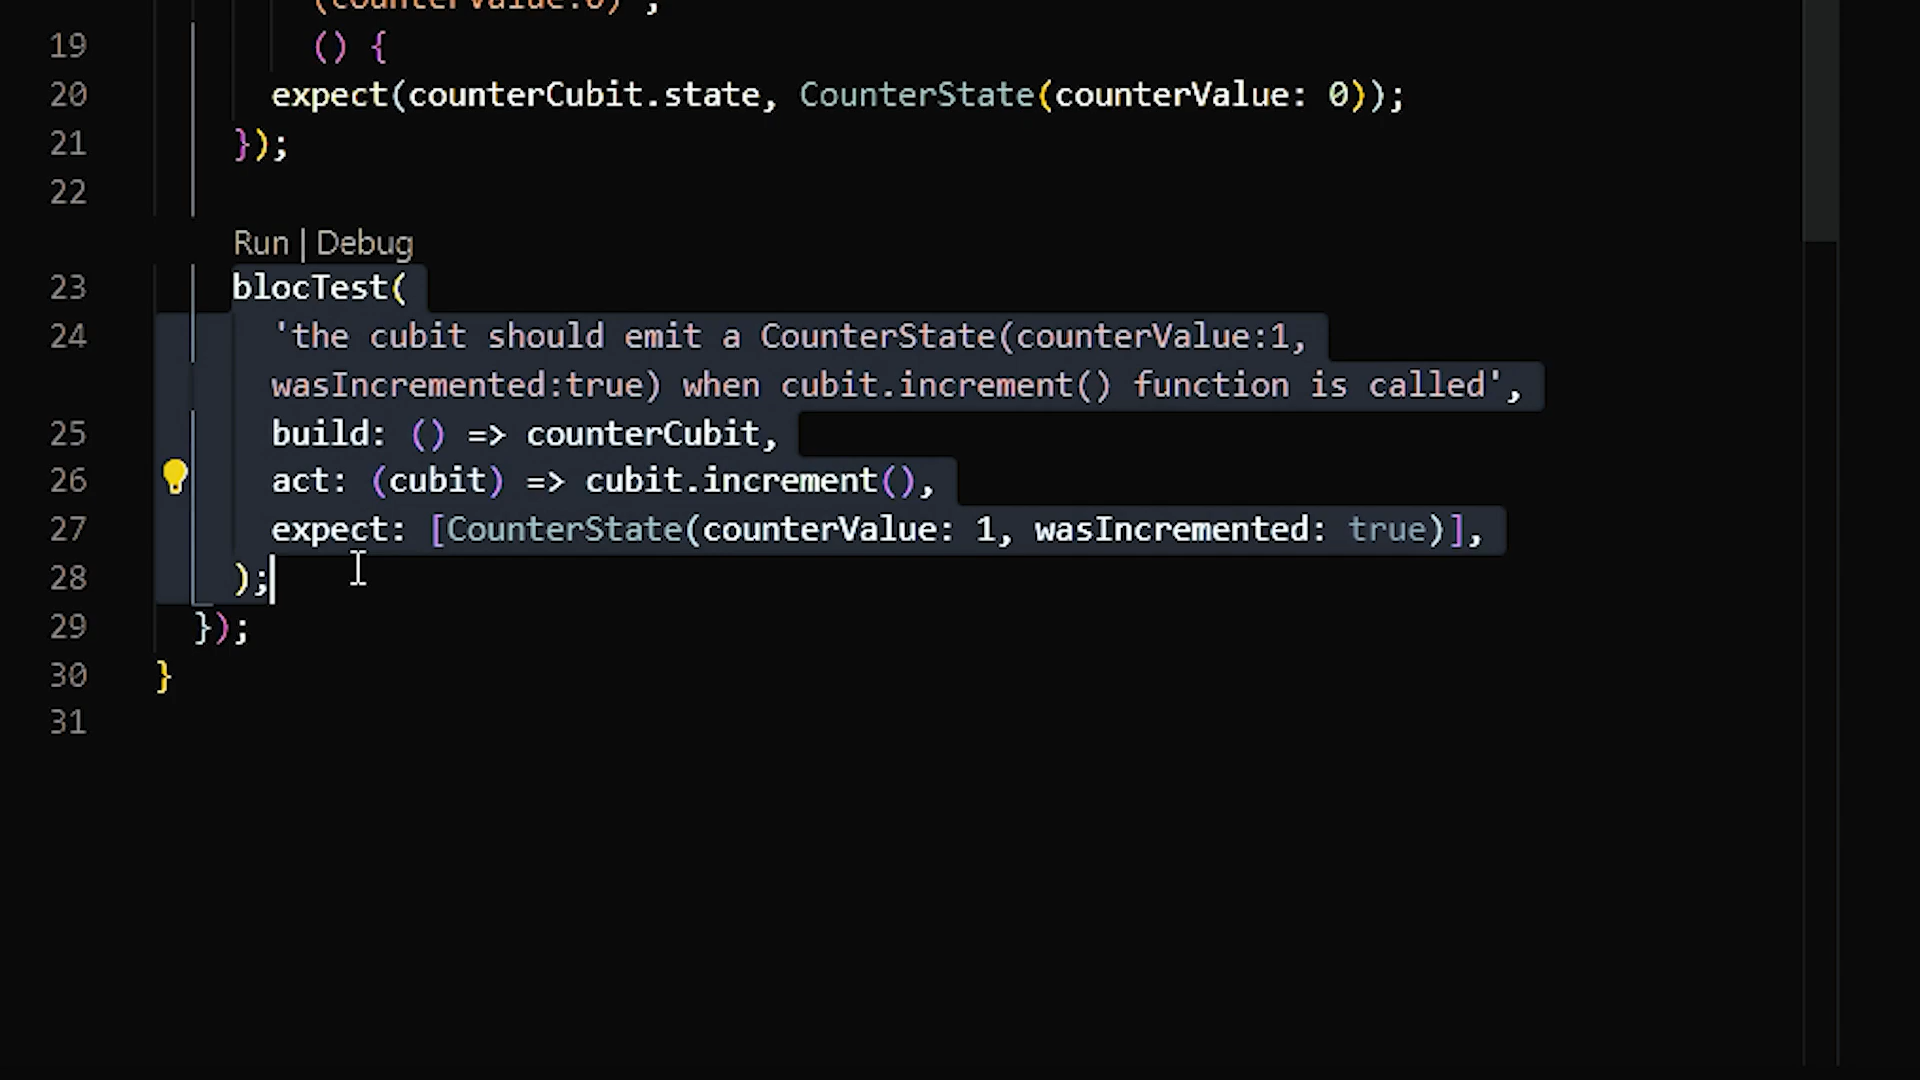 (counterValue:0)',
19 () {
20 expect(counterCubit.state, CounterState(counterValue: 0));
21 });
22
Run | Debug
23 blocTest(
24 'the cubit should emit a CounterState(counterValue:1,
wasIncremented:true) when cubit.increment() function is called',
25 build: () => counterCubit,
26 act: (cubit) => cubit.increment(),
27 expect: [CounterState(counterValue: 1, wasIncremented: true)],
28 );
29 });
30 }
31